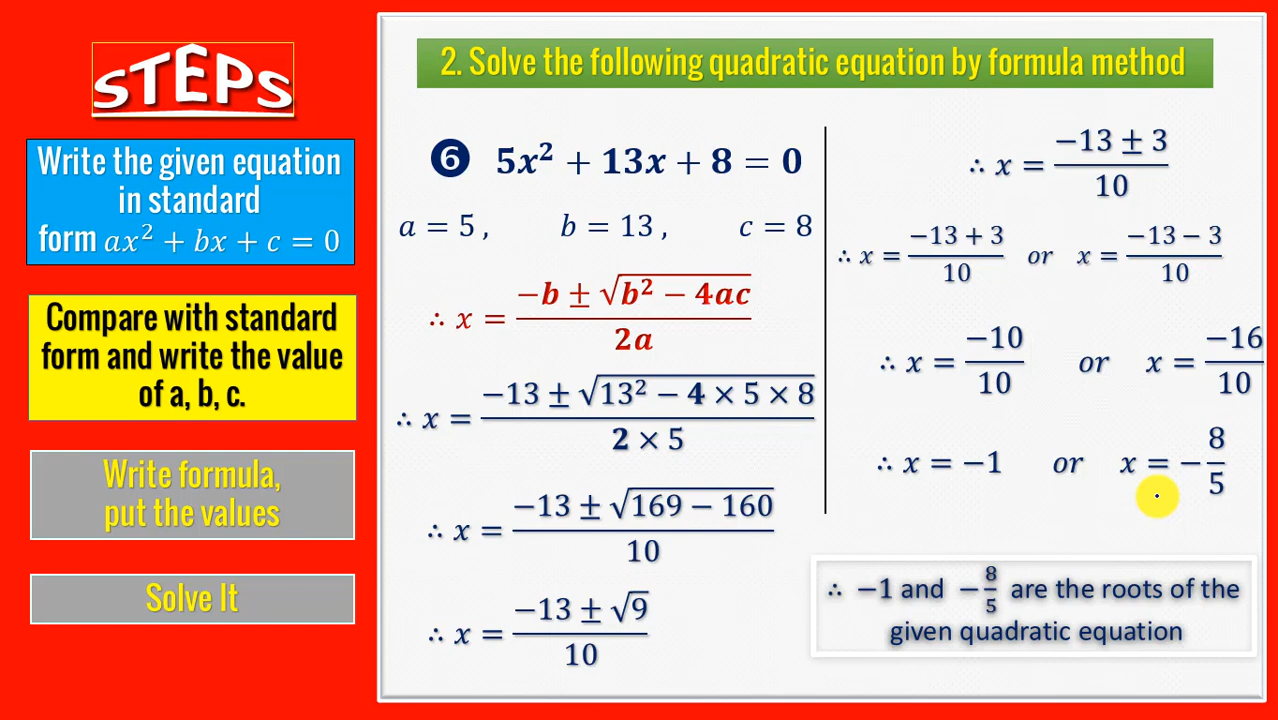 STEPS
Write the given equation
in standard
form ax² + bx + c = 0
Compare with standard
form and write the value
of a, b, c.
Write formula,
put the values
Solve It
2. Solve the following quadratic equation by formula method
❻ 5x² + 13x + 8 = 0
a = 5 , b = 13 , c = 8
∴ x = (−b ± √(b² − 4ac)) / 2a
∴ x = (−13 ± √(13² − 4 × 5 × 8)) / (2 × 5)
∴ x = (−13 ± √(169 − 160)) / 10
∴ x = (−13 ± √9) / 10
∴ x = (−13 ± 3) / 10
∴ x = (−13 + 3) / 10 or x = (−13 − 3) / 10
∴ x = −10 / 10 or x = −16 / 10
∴ x = −1 or x = − 8/5
∴ −1 and − 8/5 are the roots of the
given quadratic equation